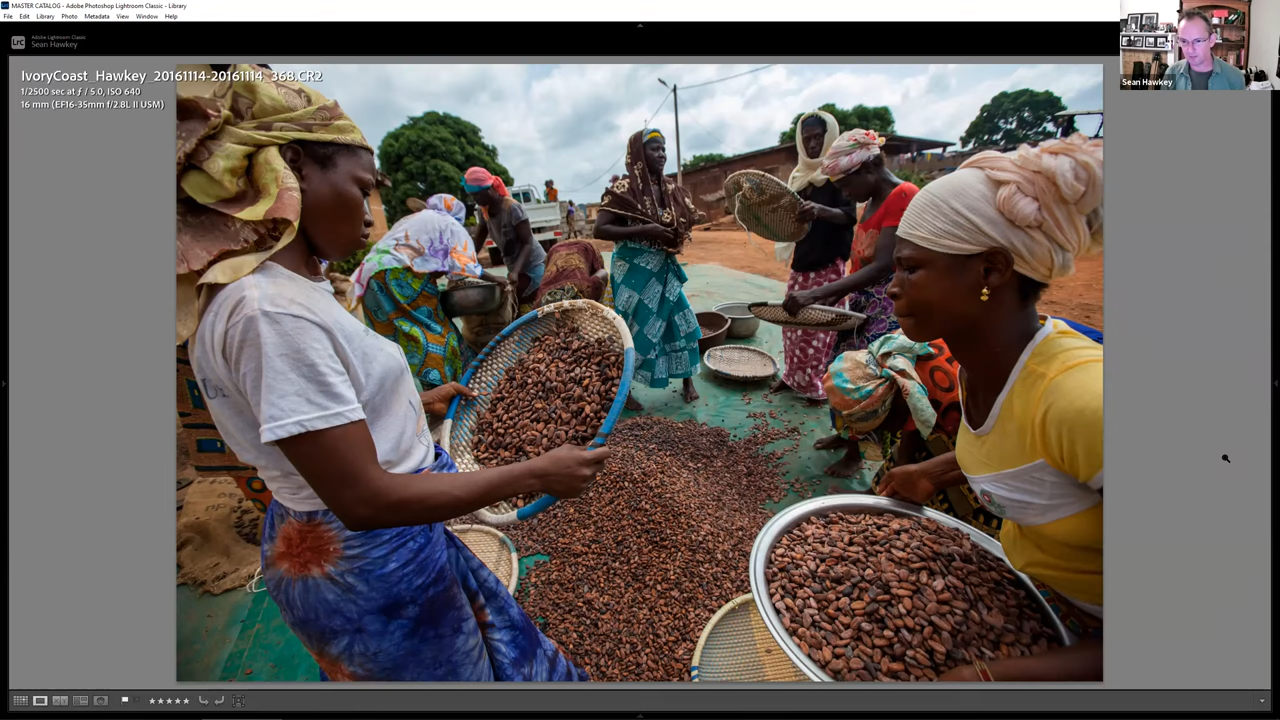 MASTER CATALOG - Adobe Photoshop Lightroom Classic - Library
File Edit Library Photo Metadata View Window Help
Lrc
Adobe Lightroom Classic
Sean Hawkey
IvoryCoast_Hawkey_20161114-20161114_368.CR2
1/2500 sec at ƒ / 5.0, ISO 640
16 mm (EF16-35mm f/2.8L II USM)
Sean Hawkey